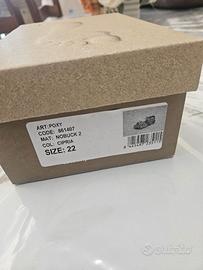 ART: POXY
CODE: 861407
MAT: NOBUCK 2
COL: CIPRIA
SIZE: 22